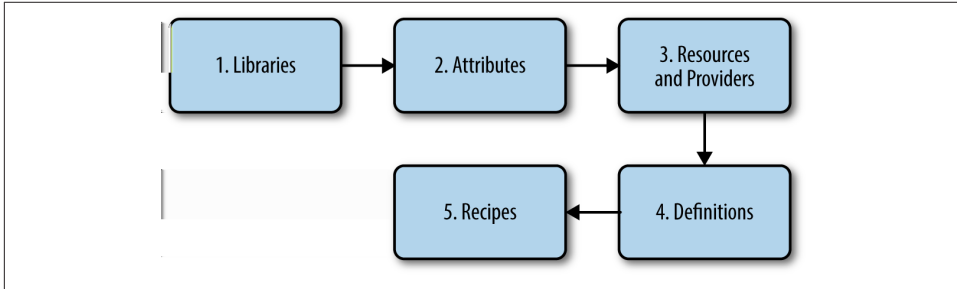 1. Libraries
2. Attributes
3. Resources
and Providers
4. Definitions
5. Recipes